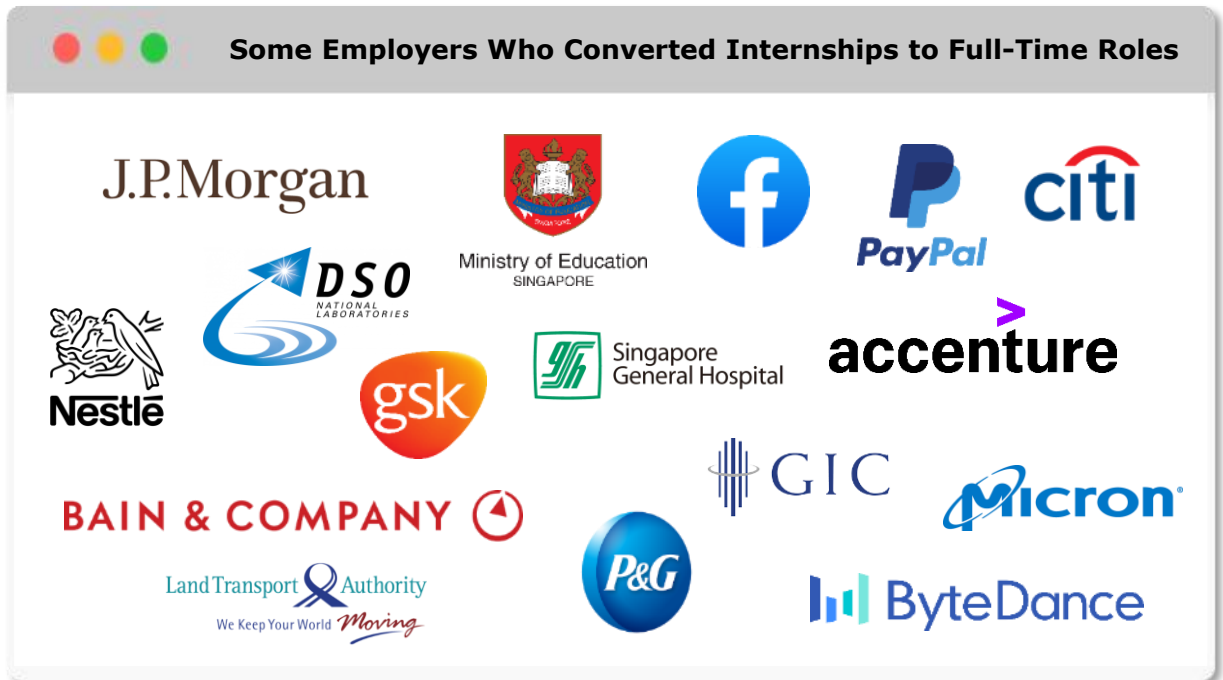 Some Employers Who Converted Internships to Full-Time Roles
J.P.Morgan
SINGAPORE
Ministry of Education
SINGAPORE
f
P
PayPal
citi
DSO
NATIONAL
LABORATORIES
Nestlé
gsk
Singapore
General Hospital
>
accenture
GIC
Micron
BAIN & COMPANY
P&G
Land Transport Authority
We Keep Your World Moving
ByteDance